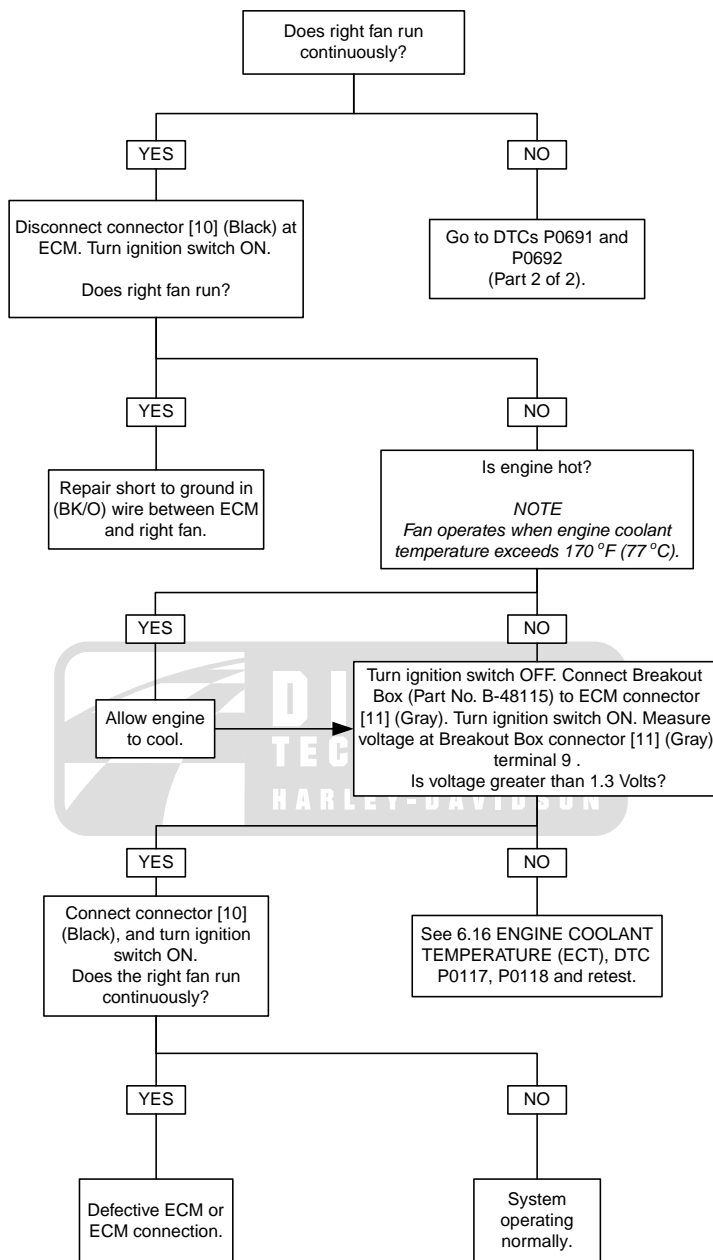 Does right fan run
continuously?
YES
NO
Disconnect connector [10] (Black) at
ECM. Turn ignition switch ON.
Does right fan run?
Go to DTCs P0691 and
P0692
(Part 2 of 2).
YES
NO
Repair short to ground in
(BK/O) wire between ECM
and right fan.
Is engine hot?
NOTE
Fan operates when engine coolant
temperature exceeds 170 °F (77 °C).
YES
NO
Allow engine
to cool.
Turn ignition switch OFF. Connect Breakout
Box (Part No. B-48115) to ECM connector
[11] (Gray). Turn ignition switch ON. Measure
voltage at Breakout Box connector [11] (Gray)
terminal 9 .
Is voltage greater than 1.3 Volts?
HARLEY-DAVIDSON
YES
NO
Connect connector [10]
(Black), and turn ignition
switch ON.
Does the right fan run
continuously?
See 6.16 ENGINE COOLANT
TEMPERATURE (ECT), DTC
P0117, P0118 and retest.
YES
NO
Defective ECM or
ECM connection.
System
operating
normally.